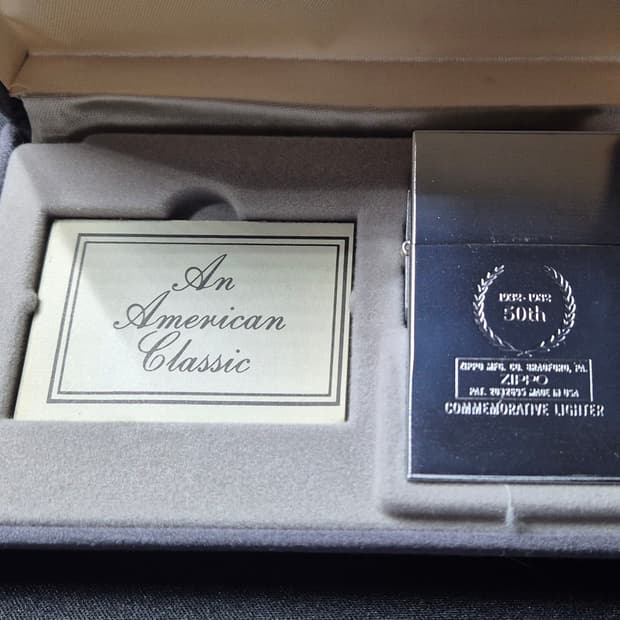 An
American
Classic
1932-1982
50th
ZIPPO MFG. CO. BRADFORD, PA.
ZIPPO
PAT. 2032695 MADE IN USA
COMMEMORATIVE LIGHTER